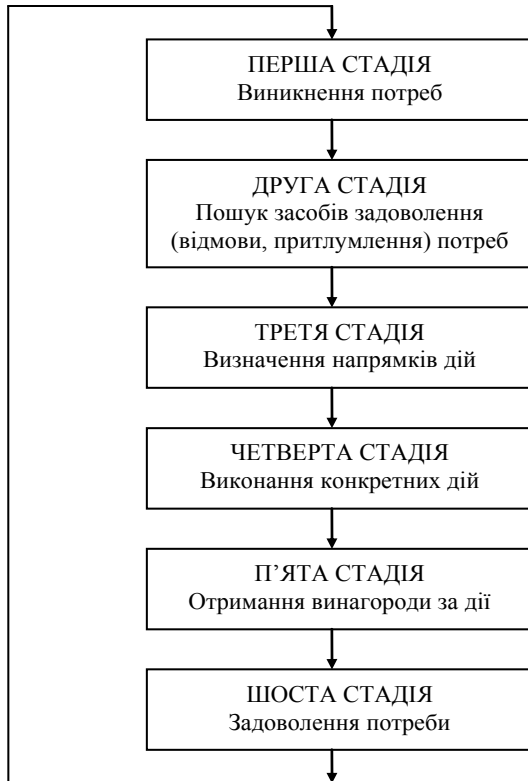 ПЕРША СТАДІЯ
Виникнення потреб
ДРУГА СТАДІЯ
Пошук засобів задоволення
(відмови, притлумлення) потреб
ТРЕТЯ СТАДІЯ
Визначення напрямків дій
ЧЕТВЕРТА СТАДІЯ
Виконання конкретних дій
П’ЯТА СТАДІЯ
Отримання винагороди за дії
ШОСТА СТАДІЯ
Задоволення потреби